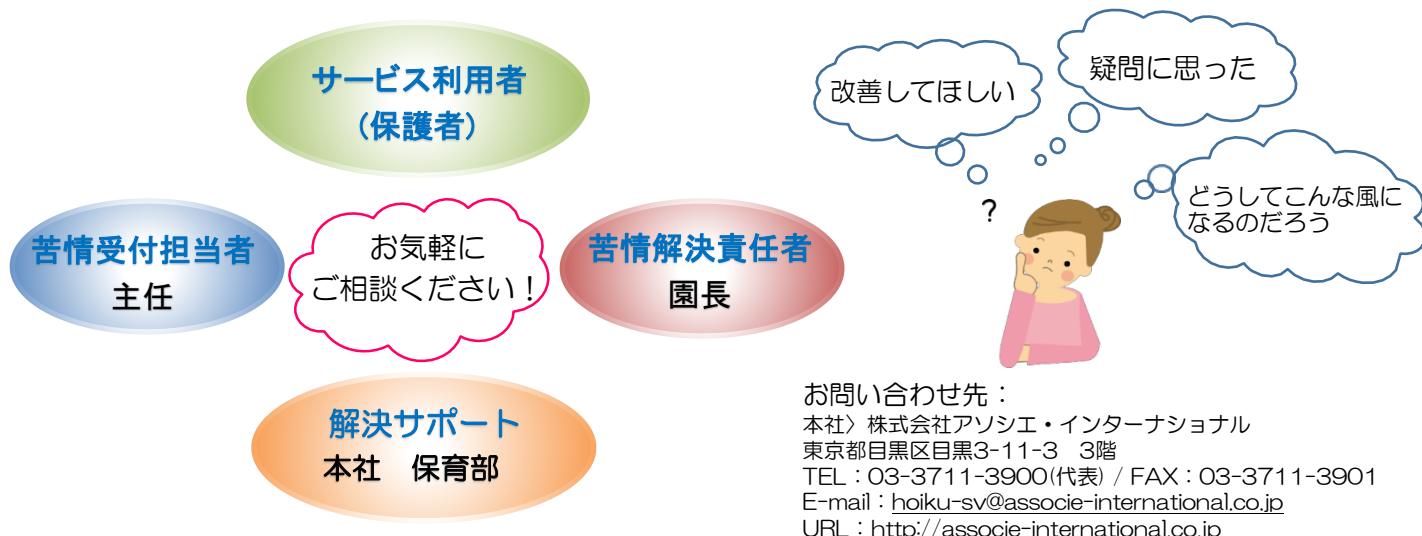 サービス利用者
(保護者)
苦情受付担当者
主任
お気軽に
ご相談ください！
苦情解決責任者
園長
解決サポート
本社　保育部
改善してほしい
疑問に思った
どうしてこんな風に
なるのだろう
?
お問い合わせ先：
本社〉株式会社アソシエ・インターナショナル
東京都目黒区目黒3-11-3　3階
TEL：03-3711-3900(代表) / FAX：03-3711-3901
E-mail：hoiku-sv@associe-international.co.jp
URL：http://associe-international.co.jp